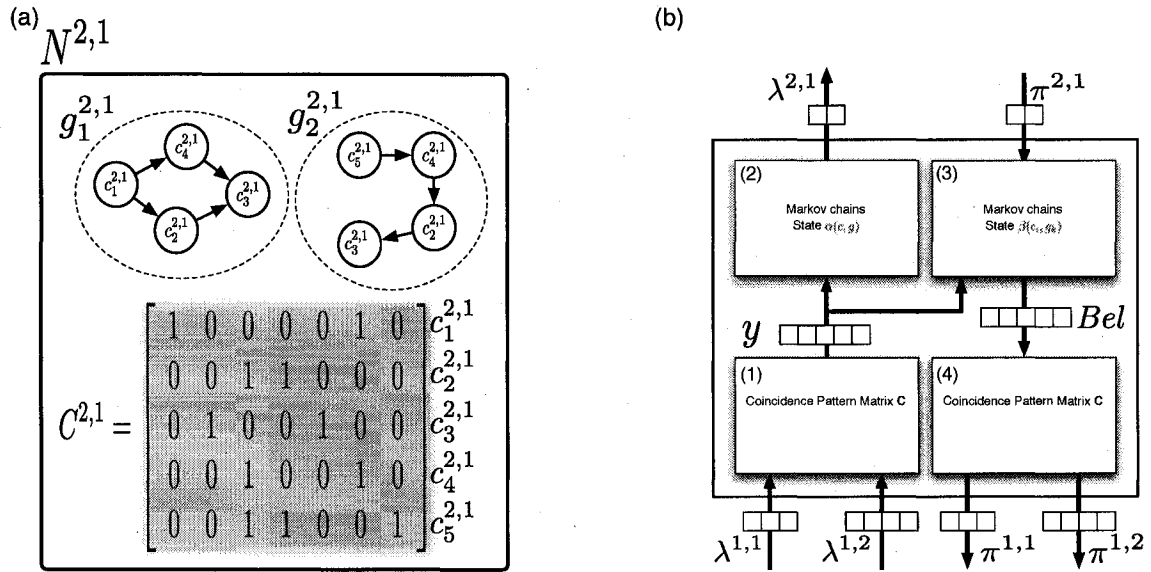 (a)
N^{2,1}
g_1^{2,1}
g_2^{2,1}
c_4^{2,1}
c_1^{2,1}
c_3^{2,1}
c_2^{2,1}
c_5^{2,1}
c_4^{2,1}
c_3^{2,1}
c_2^{2,1}
C^{2,1} =
1 0 0 0 0 1 0 c_1^{2,1}
0 0 1 1 0 0 0 c_2^{2,1}
0 1 0 0 1 0 0 c_3^{2,1}
0 0 1 0 0 1 0 c_4^{2,1}
0 0 1 1 0 0 1 c_5^{2,1}
(b)
λ^{2,1}
π^{2,1}
(2)
Markov chains
State α(c, g)
(3)
Markov chains
State β(c_i, g_k)
y
Bel
(1)
Coincidence Pattern Matrix C
(4)
Coincidence Pattern Matrix C
λ^{1,1}
λ^{1,2}
π^{1,1}
π^{1,2}